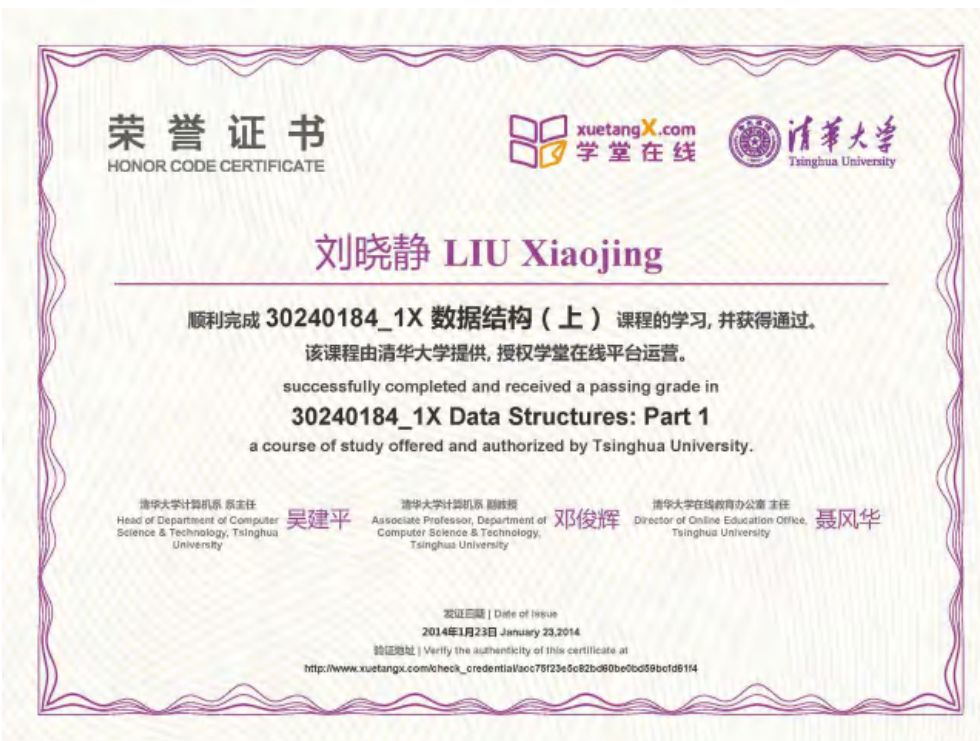 荣誉证书
HONOR CODE CERTIFICATE
xuetangX.com
学堂在线
清华大学
Tsinghua University
刘晓静 LIU Xiaojing
顺利完成 30240184_1X 数据结构(上) 课程的学习, 并获得通过。
该课程由清华大学提供, 授权学堂在线平台运营。
successfully completed and received a passing grade in
30240184_1X Data Structures: Part 1
a course of study offered and authorized by Tsinghua University.
清华大学计算机系 系主任
Head of Department of Computer
Science & Technology, Tsinghua
University
吴建平
清华大学计算机系 副教授
Associate Professor, Department of
Computer Science & Technology,
Tsinghua University
邓俊辉
清华大学在线教育办公室 主任
Director of Online Education Office,
Tsinghua University
聂风华
发证日期 | Date of Issue
2014年1月23日 January 23,2014
验证地址 | Verify the authenticity of this certificate at